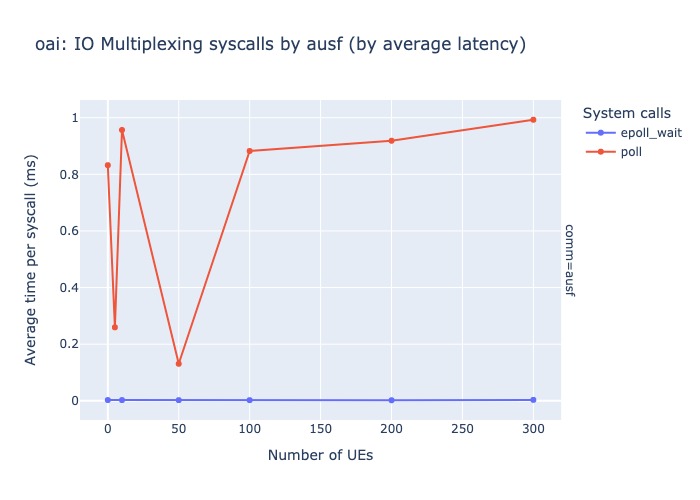 oai: IO Multiplexing syscalls by ausf (by average latency)
System calls
epoll_wait
poll
Average time per syscall (ms)
1
0.8
0.6
0.4
0.2
0
comm=ausf
0 50 100 150 200 250 300
Number of UEs